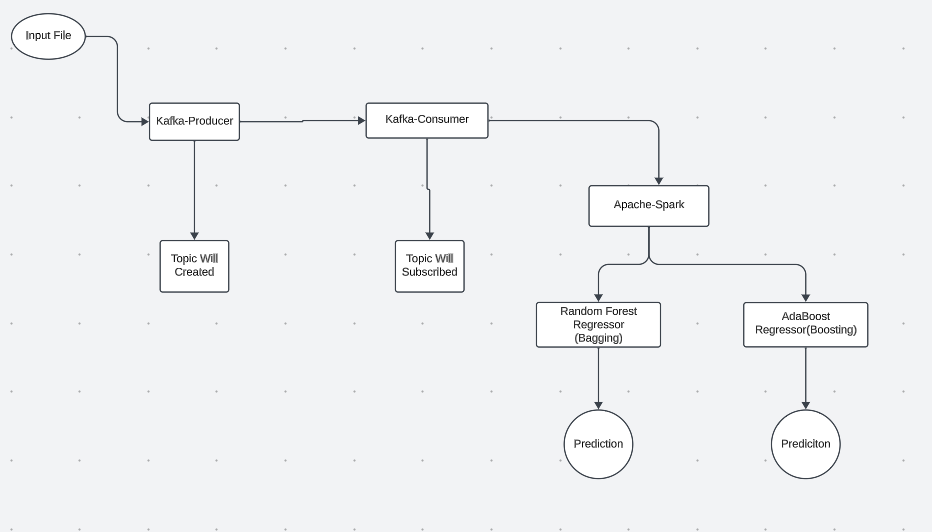 Input File
Kafka-Producer
Kafka-Consumer
Apache-Spark
Topic Will
Created
Topic Will
Subscribed
Random Forest
Regressor
(Bagging)
AdaBoost
Regressor(Boosting)
Prediction
Prediciton